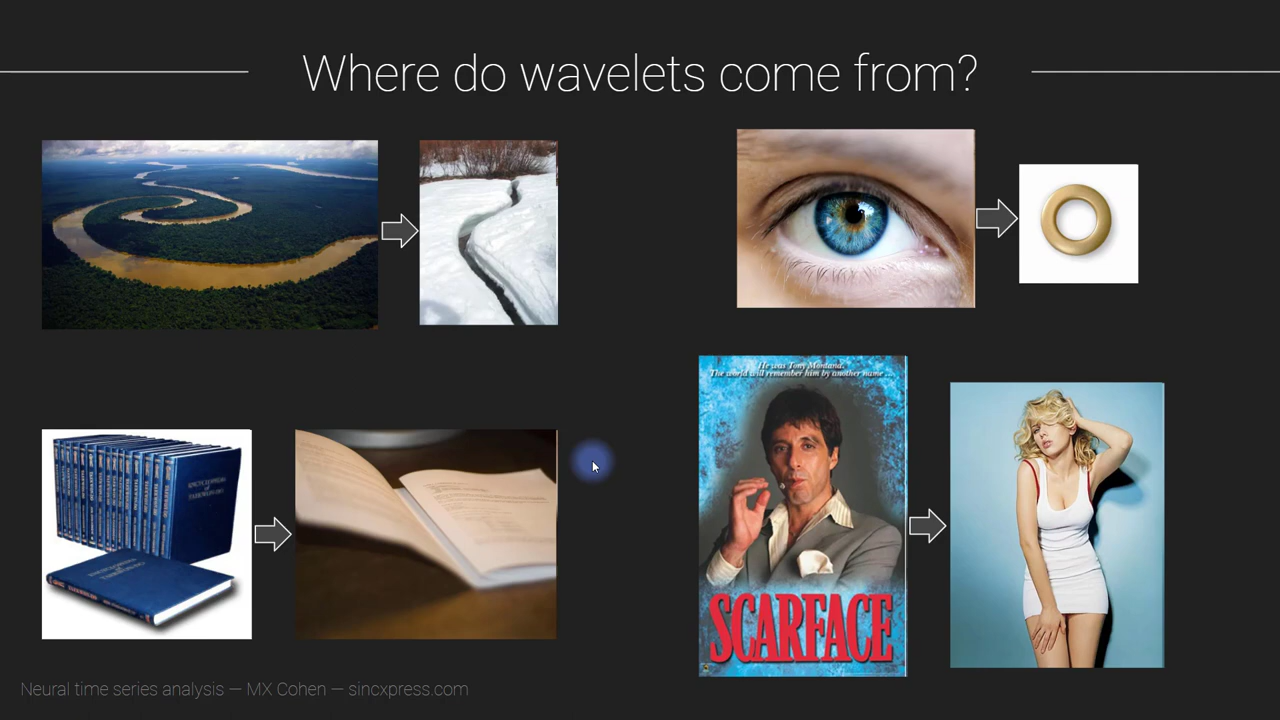 Where do wavelets come from?
He was Tony Montana.
The world will remember him by another name ...
SCARFACE
Neural time series analysis — MX Cohen — sincxpress.com